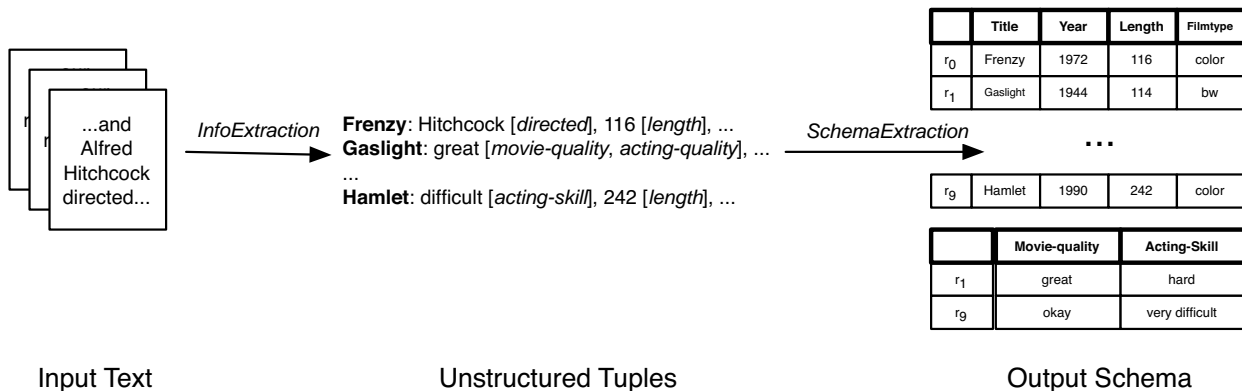 ...and
Alfred
Hitchcock
directed...
InfoExtraction
Frenzy: Hitchcock [directed], 116 [length], ...
Gaslight: great [movie-quality, acting-quality], ...
...
Hamlet: difficult [acting-skill], 242 [length], ...
SchemaExtraction
Title Year Length Filmtype
r0 Frenzy 1972 116 color
r1 Gaslight 1944 114 bw
...
r9 Hamlet 1990 242 color
Movie-quality Acting-Skill
r1 great hard
r9 okay very difficult
Input Text Unstructured Tuples Output Schema